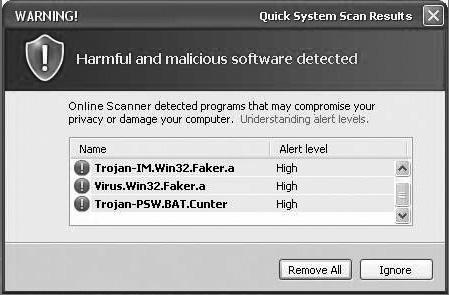 WARNING! Quick System Scan Results
Harmful and malicious software detected
Online Scanner detected programs that may compromise your
privacy or damage your computer. Understanding alert levels.
Name Alert level
Trojan-IM.Win32.Faker.a High
Virus.Win32.Faker.a High
Trojan-PSW.BAT.Cunter High
Remove All Ignore